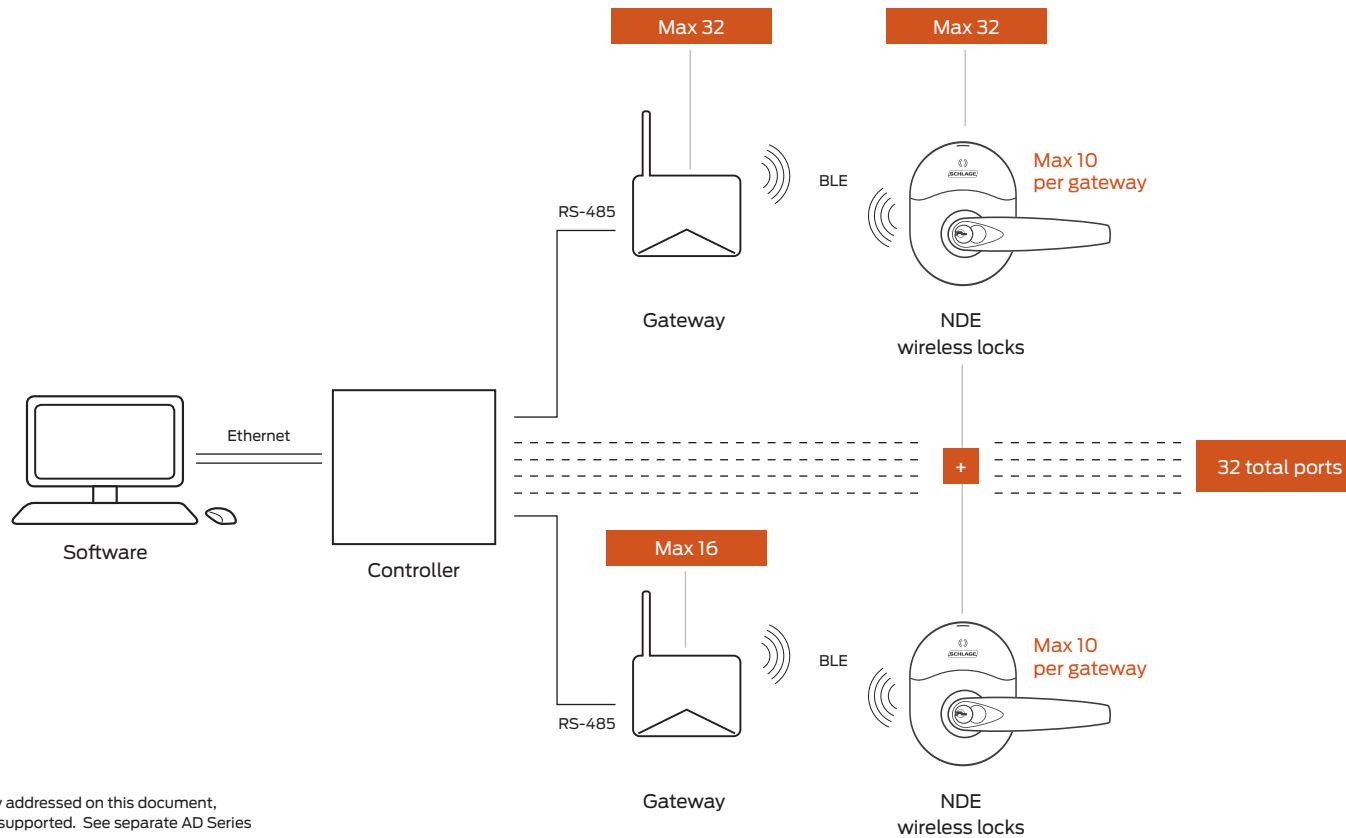 Max 32
Max 32
SCHLAGE
Max 10
per gateway
BLE
RS-485
Gateway
NDE
wireless locks
Ethernet
+
32 total ports
Software
Controller
Max 16
SCHLAGE
Max 10
per gateway
BLE
RS-485
Gateway
NDE
wireless locks
addressed on this document,
supported. See separate AD Series